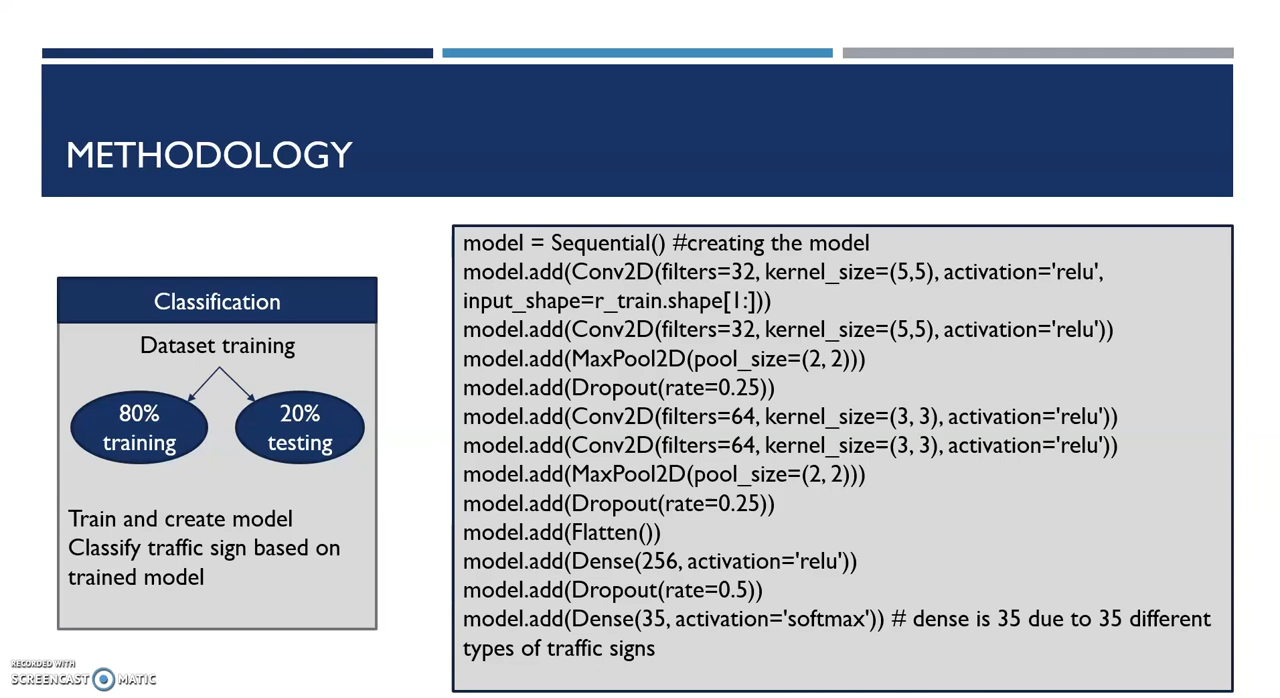 METHODOLOGY
Classification
Dataset training
80%
training
20%
testing
Train and create model
Classify traffic sign based on
trained model
model = Sequential() #creating the model
model.add(Conv2D(filters=32, kernel_size=(5,5), activation='relu',
input_shape=r_train.shape[1:]))
model.add(Conv2D(filters=32, kernel_size=(5,5), activation='relu'))
model.add(MaxPool2D(pool_size=(2, 2)))
model.add(Dropout(rate=0.25))
model.add(Conv2D(filters=64, kernel_size=(3, 3), activation='relu'))
model.add(Conv2D(filters=64, kernel_size=(3, 3), activation='relu'))
model.add(MaxPool2D(pool_size=(2, 2)))
model.add(Dropout(rate=0.25))
model.add(Flatten())
model.add(Dense(256, activation='relu'))
model.add(Dropout(rate=0.5))
model.add(Dense(35, activation='softmax')) # dense is 35 due to 35 different
types of traffic signs
RECORDED WITH
SCREENCAST MATIC